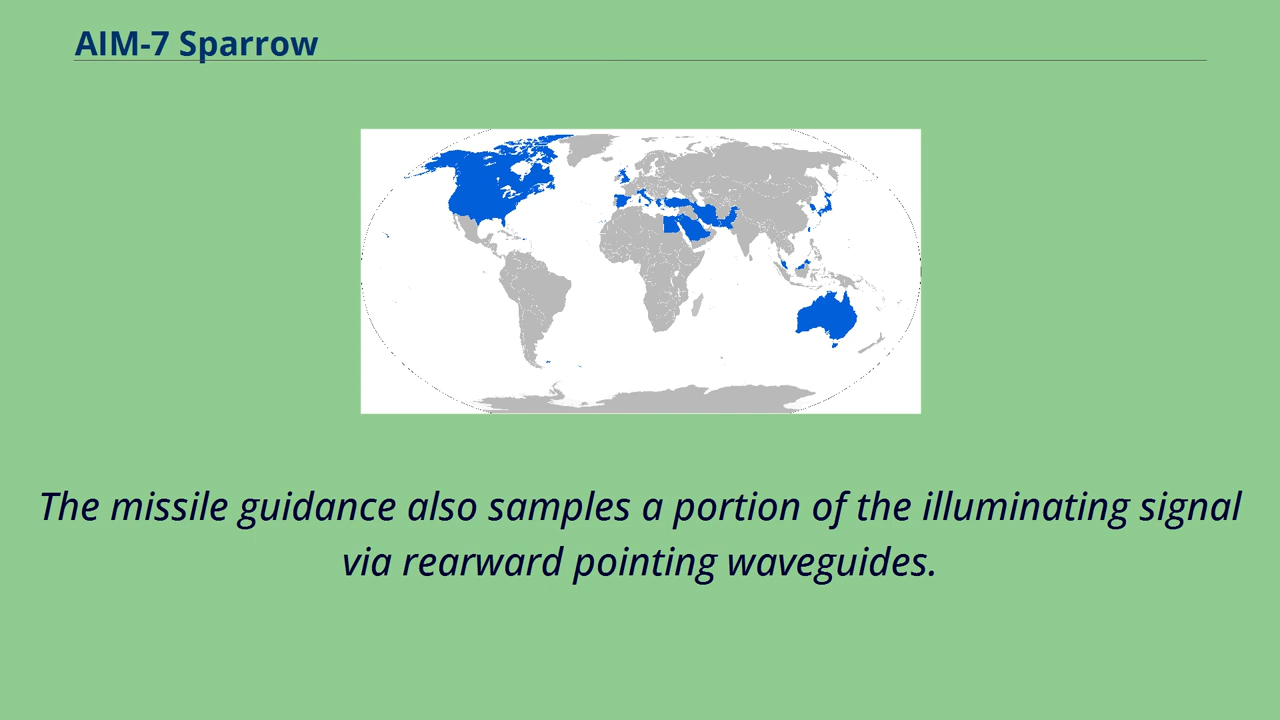 AIM-7 Sparrow
The missile guidance also samples a portion of the illuminating signal
via rearward pointing waveguides.